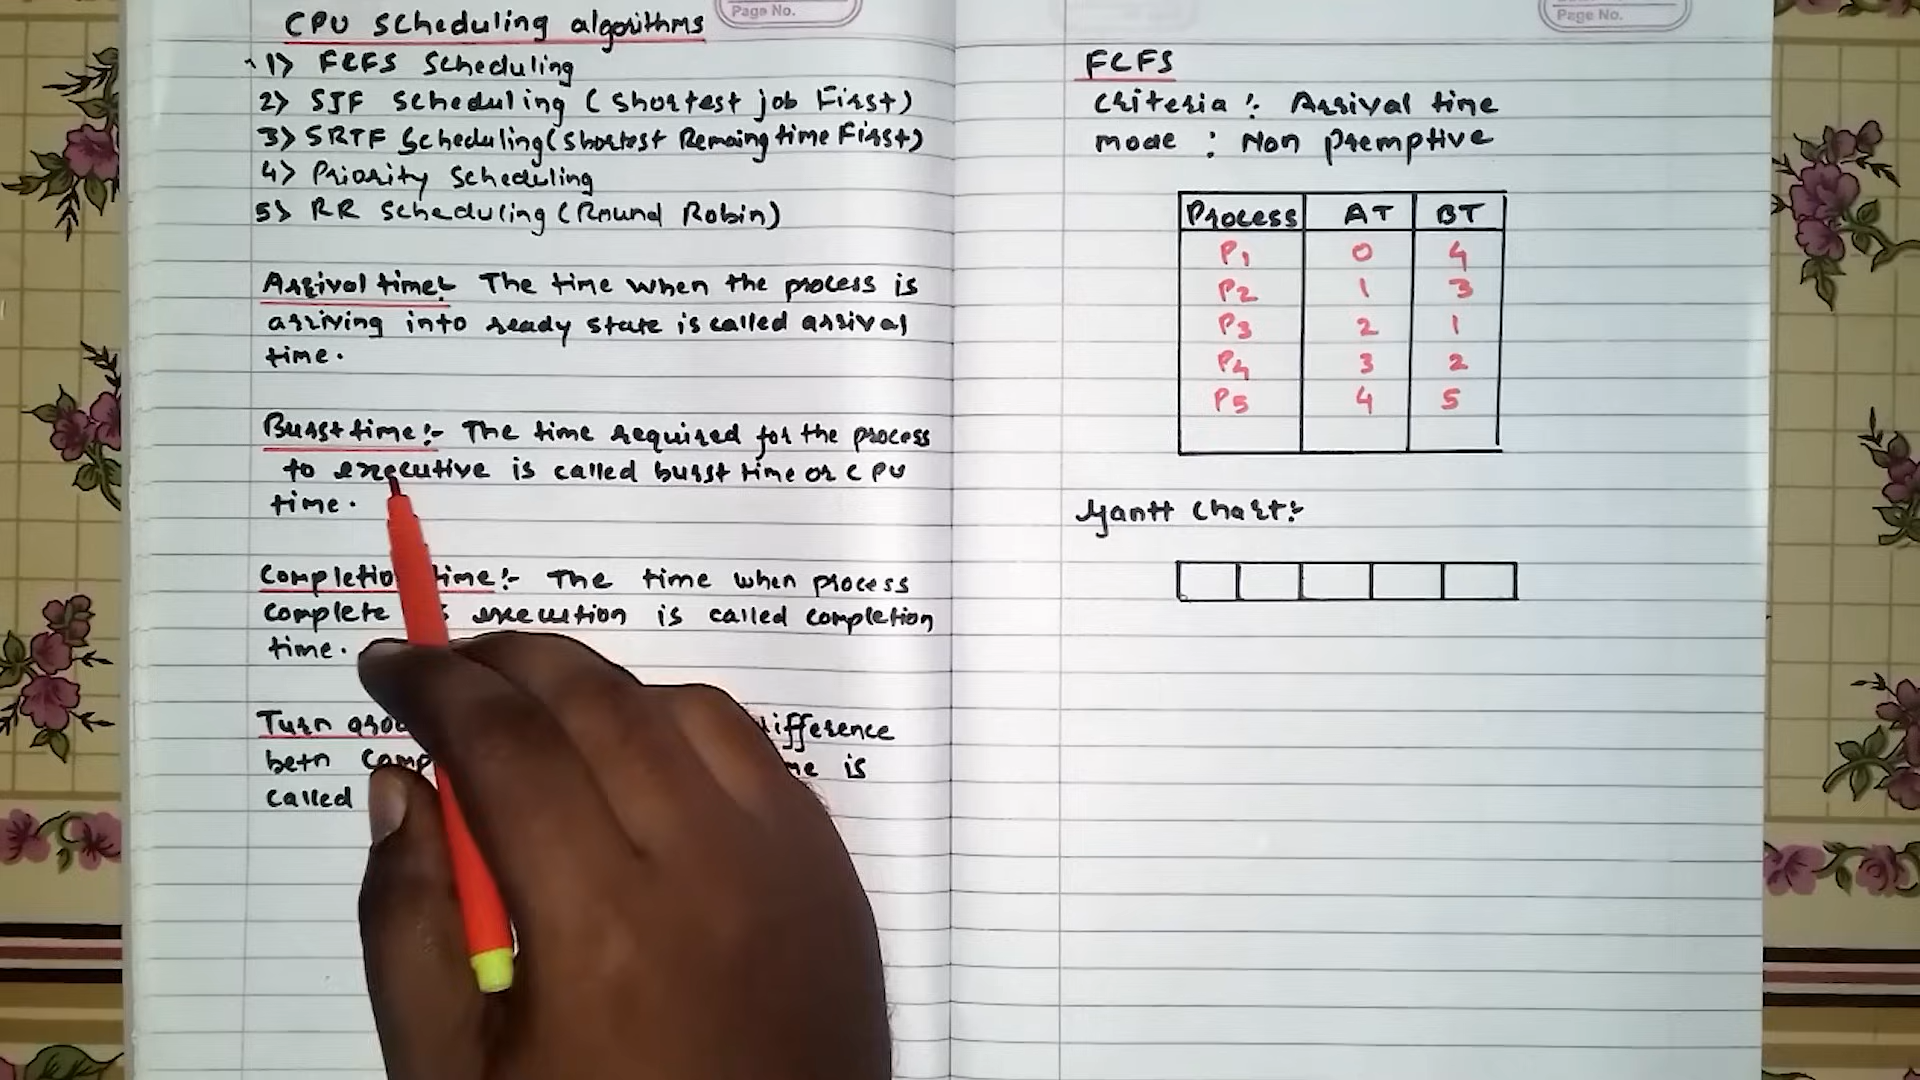 Page No.
CPU Scheduling algorithms
1> FCFS Scheduling
2> SJF Scheduling (Shortest job First)
3> SRTF Scheduling (Shortest Remaing time First)
4> Priority Scheduling
5> RR Scheduling (Round Robin)
Arrival time:- The time when the process is
arriving into ready state is called arrival
time.
Burst time:- The time required for the process
to executive is called burst time or CPU
time.
Completion time:- The time when process
complete execution is called completion
time.
Turn difference
betn is
called
Page No.
FCFS
Criteria : Arrival time
mode : Non Premptive
Process AT BT
P1 0 4
P2 1 3
P3 2 1
P4 3 2
P5 4 5
Gantt Chart:-